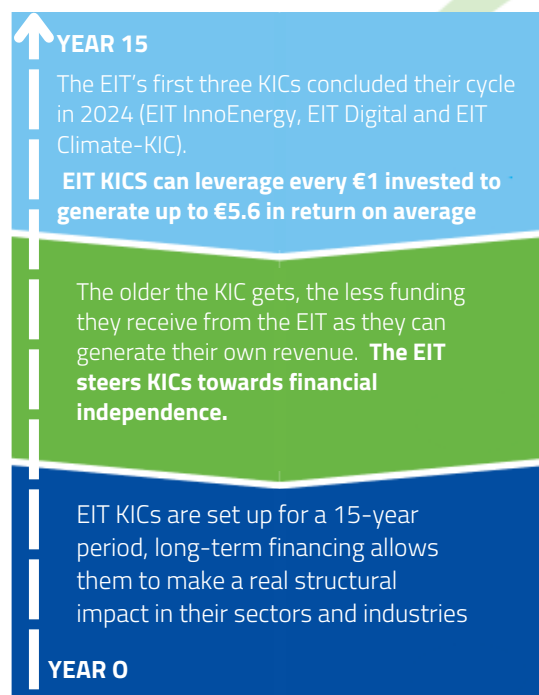 YEAR 15
The EIT's first three KICs concluded their cycle
in 2024 (EIT InnoEnergy, EIT Digital and EIT
Climate-KIC).
EIT KICS can leverage every €1 invested to
generate up to €5.6 in return on average
The older the KIC gets, the less funding
they receive from the EIT as they can
generate their own revenue. The EIT
steers KICs towards financial
independence.
EIT KICs are set up for a 15-year
period, long-term financing allows
them to make a real structural
impact in their sectors and industries
YEAR 0